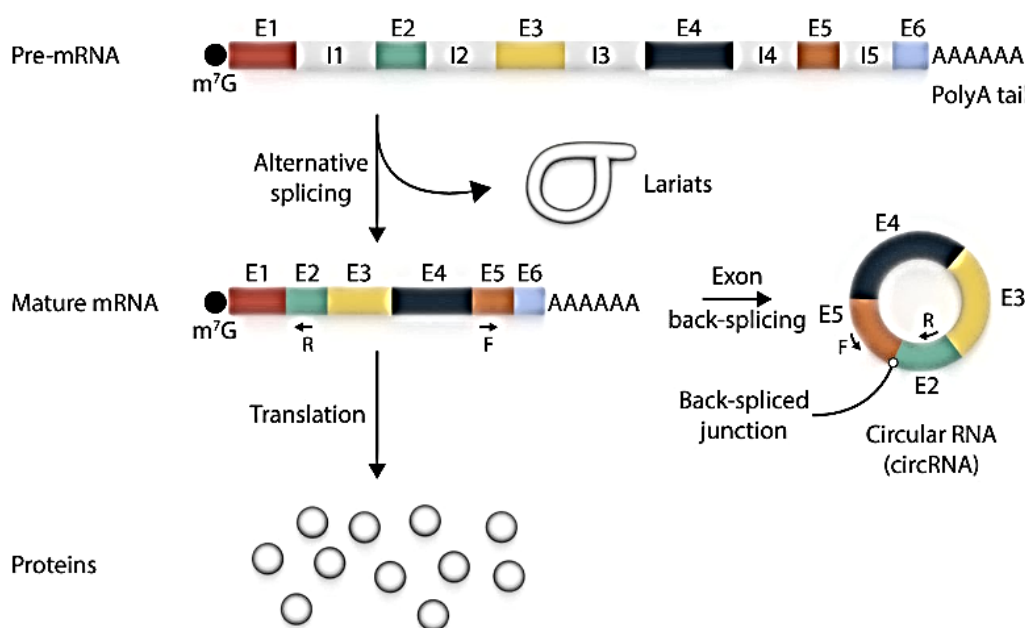 E1 E2 E3 E4 E5 E6
Pre-mRNA I1 I2 I3 I4 I5 AAAAAA
m⁷G
PolyA tai
Alternative
splicing
Lariats
E1 E2 E3 E4 E5 E6
Mature mRNA AAAAAA
m⁷G
R F
Exon
back-splicing
E4
E3
E5
R
F
E2
Back-spliced
junction
Circular RNA
(circRNA)
Translation
Proteins